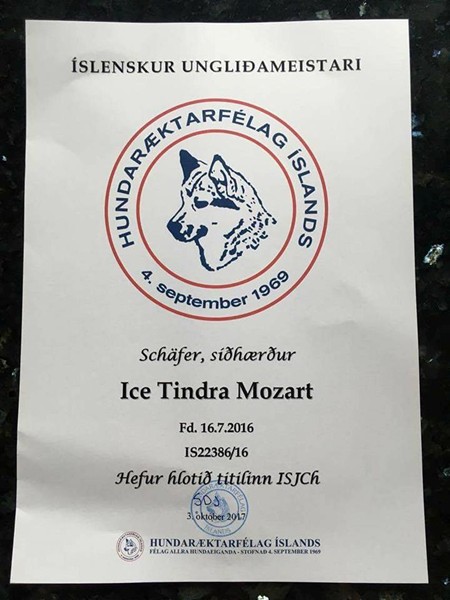 ÍSLENSKUR UNGLIÐAMEISTARI
HUNDARÆKTARFÉLAG ÍSLANDS
4. september 1969
Schäfer, síðhærður
Ice Tindra Mozart
Fd. 16.7.2016
IS22386/16
Hefur hlotið titilinn ISJCh
3. október 2017
HUNDARÆKTARFÉLAG ÍSLANDS
FÉLAG ALLRA HUNDAEIGANDA - STOFNAÐ 4. SEPTEMBER 1969